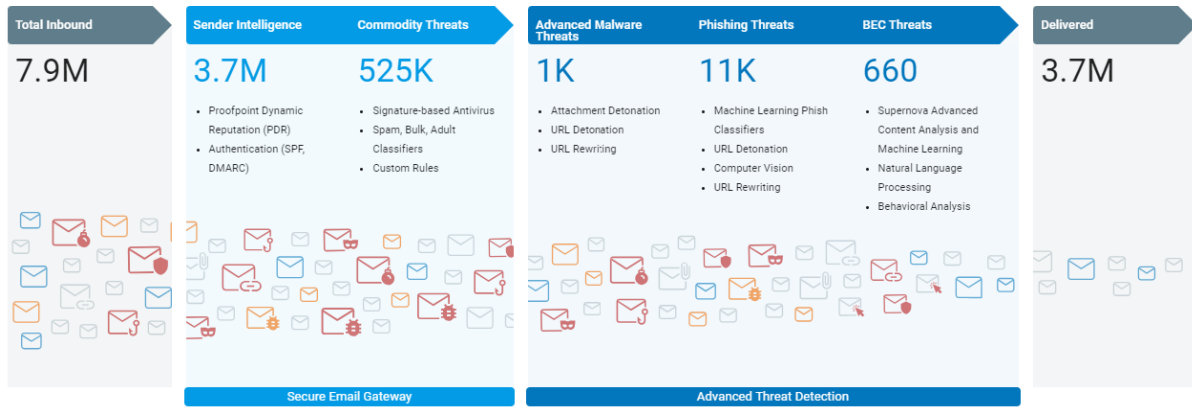 Total Inbound
7.9M
Sender Intelligence
3.7M
• Proofpoint Dynamic
Reputation (PDR)
• Authentication (SPF,
DMARC)
Commodity Threats
525K
• Signature-based Antivirus
• Spam, Bulk, Adult
Classifiers
• Custom Rules
Secure Email Gateway
Advanced Malware
Threats
1K
• Attachment Detonation
• URL Detonation
• URL Rewriting
Phishing Threats
11K
• Machine Learning Phish
Classifiers
• URL Detonation
• Computer Vision
• URL Rewriting
BEC Threats
660
• Supernova Advanced
Content Analysis and
Machine Learning
• Natural Language
Processing
• Behavioral Analysis
Advanced Threat Detection
Delivered
3.7M